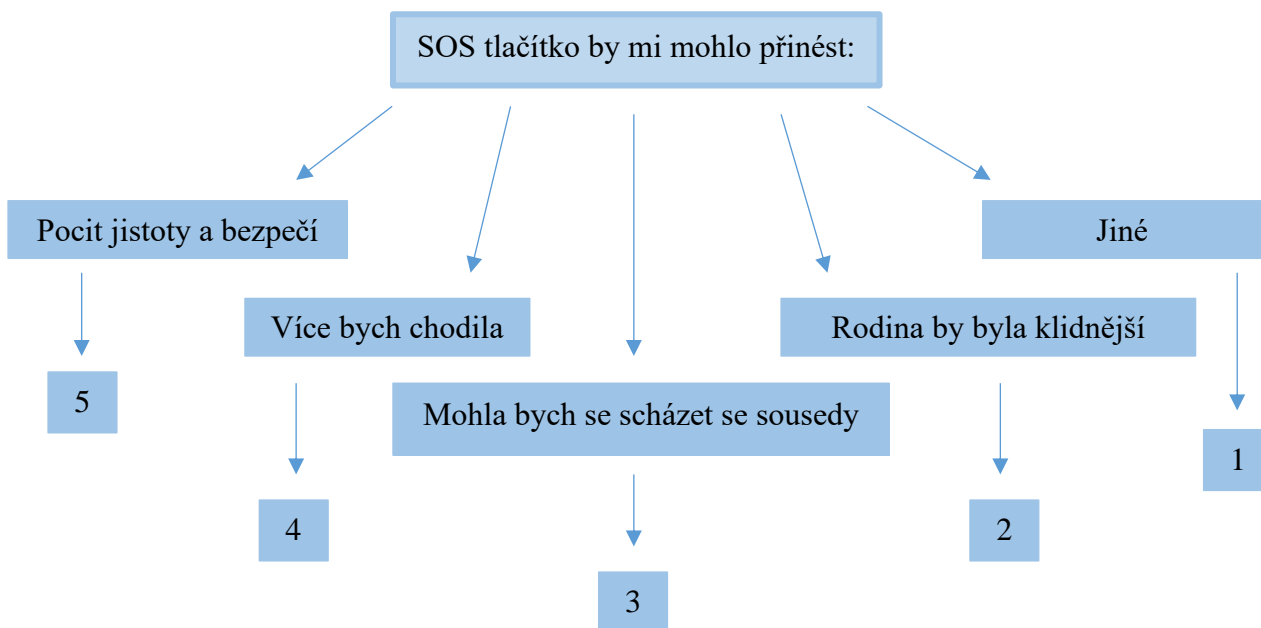 SOS tlačítko by mi mohlo přinést:
Pocit jistoty a bezpečí
Jiné
Více bych chodila
Rodina by byla klidnější
5
Mohla bych se scházet se sousedy
1
4
2
3